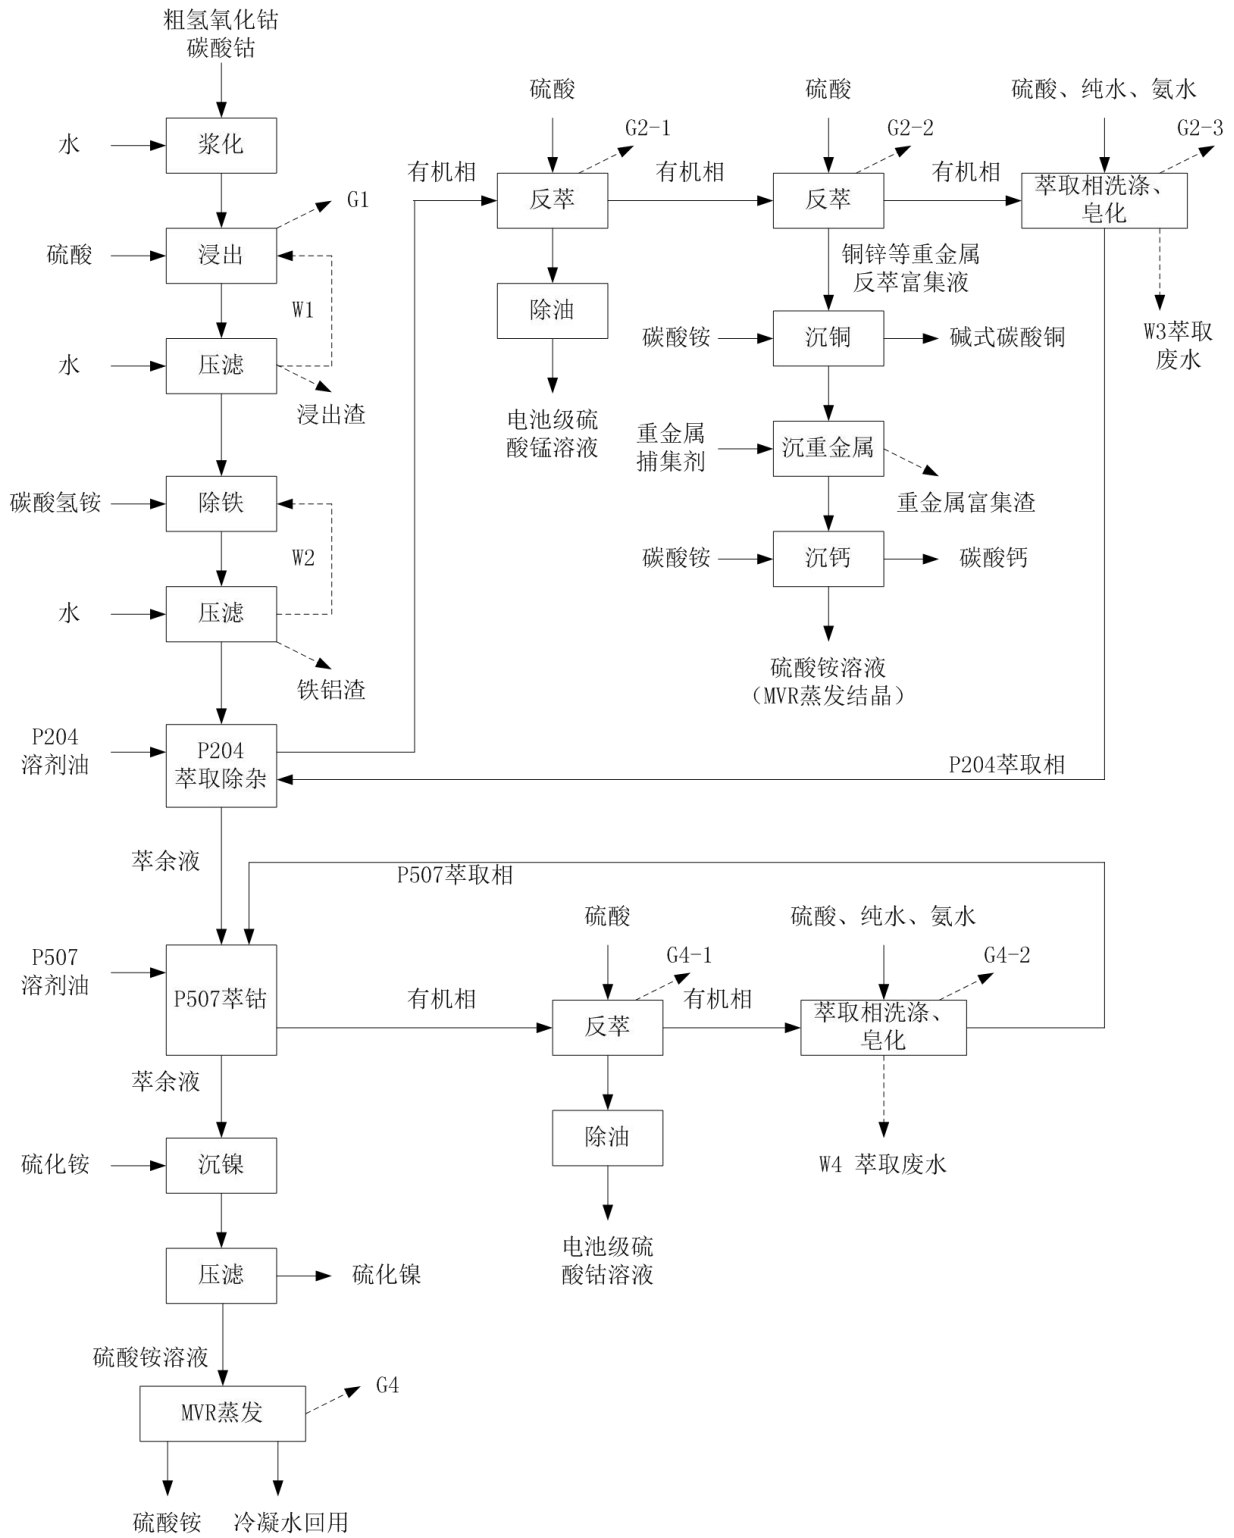 粗氢氧化钴
碳酸钴
水
浆化
G1
硫酸
浸出
W1
水
压滤
浸出渣
碳酸氢铵
除铁
W2
水
压滤
铁铝渣
P204
溶剂油
P204
萃取除杂
有机相
硫酸
G2-1
反萃
除油
电池级硫
酸锰溶液
有机相
硫酸
G2-2
反萃
铜锌等重金属
反萃富集液
碳酸铵
沉铜
碱式碳酸铜
重金属
捕集剂
沉重金属
重金属富集渣
碳酸铵
沉钙
碳酸钙
硫酸铵溶液
（MVR蒸发结晶）
有机相
硫酸、纯水、氨水
G2-3
萃取相洗涤、
皂化
W3萃取
废水
P204萃取相
萃余液
P507萃取相
P507
溶剂油
P507萃钴
有机相
硫酸
G4-1
反萃
除油
电池级硫
酸钴溶液
有机相
硫酸、纯水、氨水
G4-2
萃取相洗涤、
皂化
W4 萃取废水
萃余液
硫化铵
沉镍
压滤
硫化镍
硫酸铵溶液
MVR蒸发
G4
硫酸铵
冷凝水回用